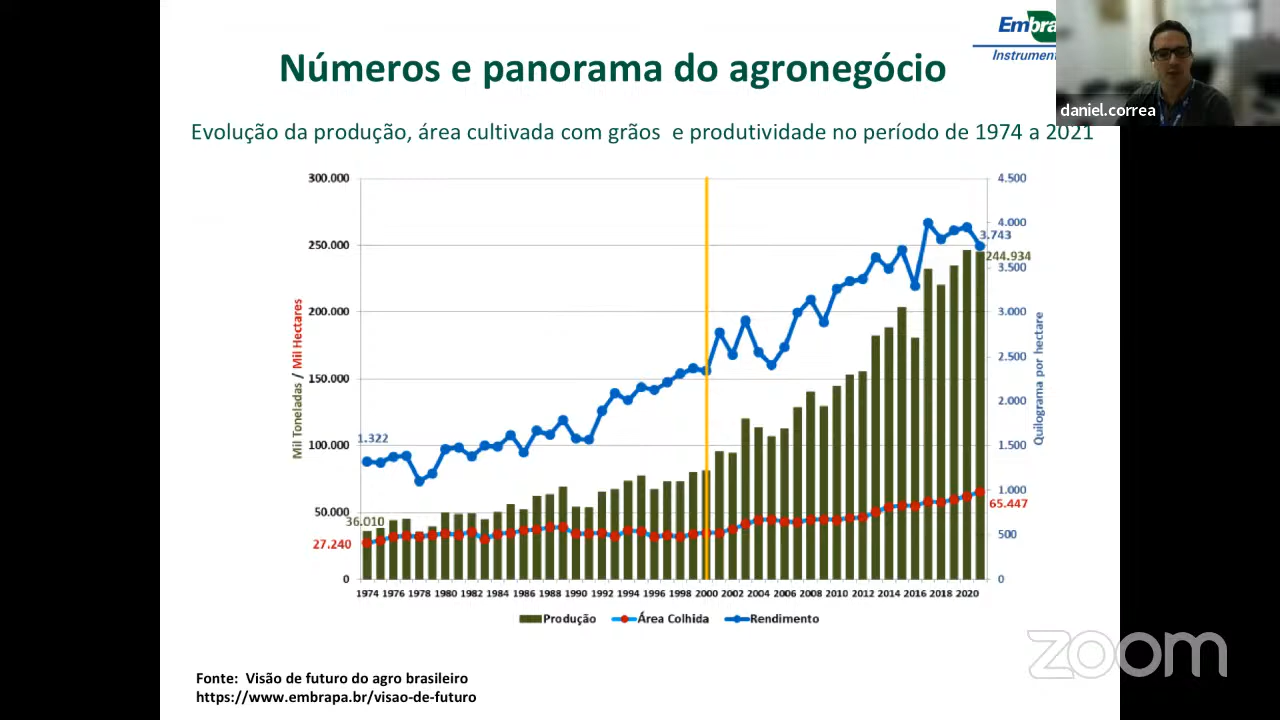 Embra
Instrument
Números e panorama do agronegócio
daniel.correa
Evolução da produção, área cultivada com grãos e produtividade no período de 1974 a 2021
300.000
250.000
200.000
150.000
100.000
50.000
0
Mil Toneladas / Mil Hectares
4.500
4.000
3.500
3.000
2.500
2.000
1.500
1.000
500
0
Quilograma por hectare
1.322
36.010
27.240
3.743
244.934
65.447
1974 1976 1978 1980 1982 1984 1986 1988 1990 1992 1994 1996 1998 2000 2002 2004 2006 2008 2010 2012 2014 2016 2018 2020
Produção Área Colhida Rendimento
zoom
Fonte: Visão de futuro do agro brasileiro
https://www.embrapa.br/visao-de-futuro